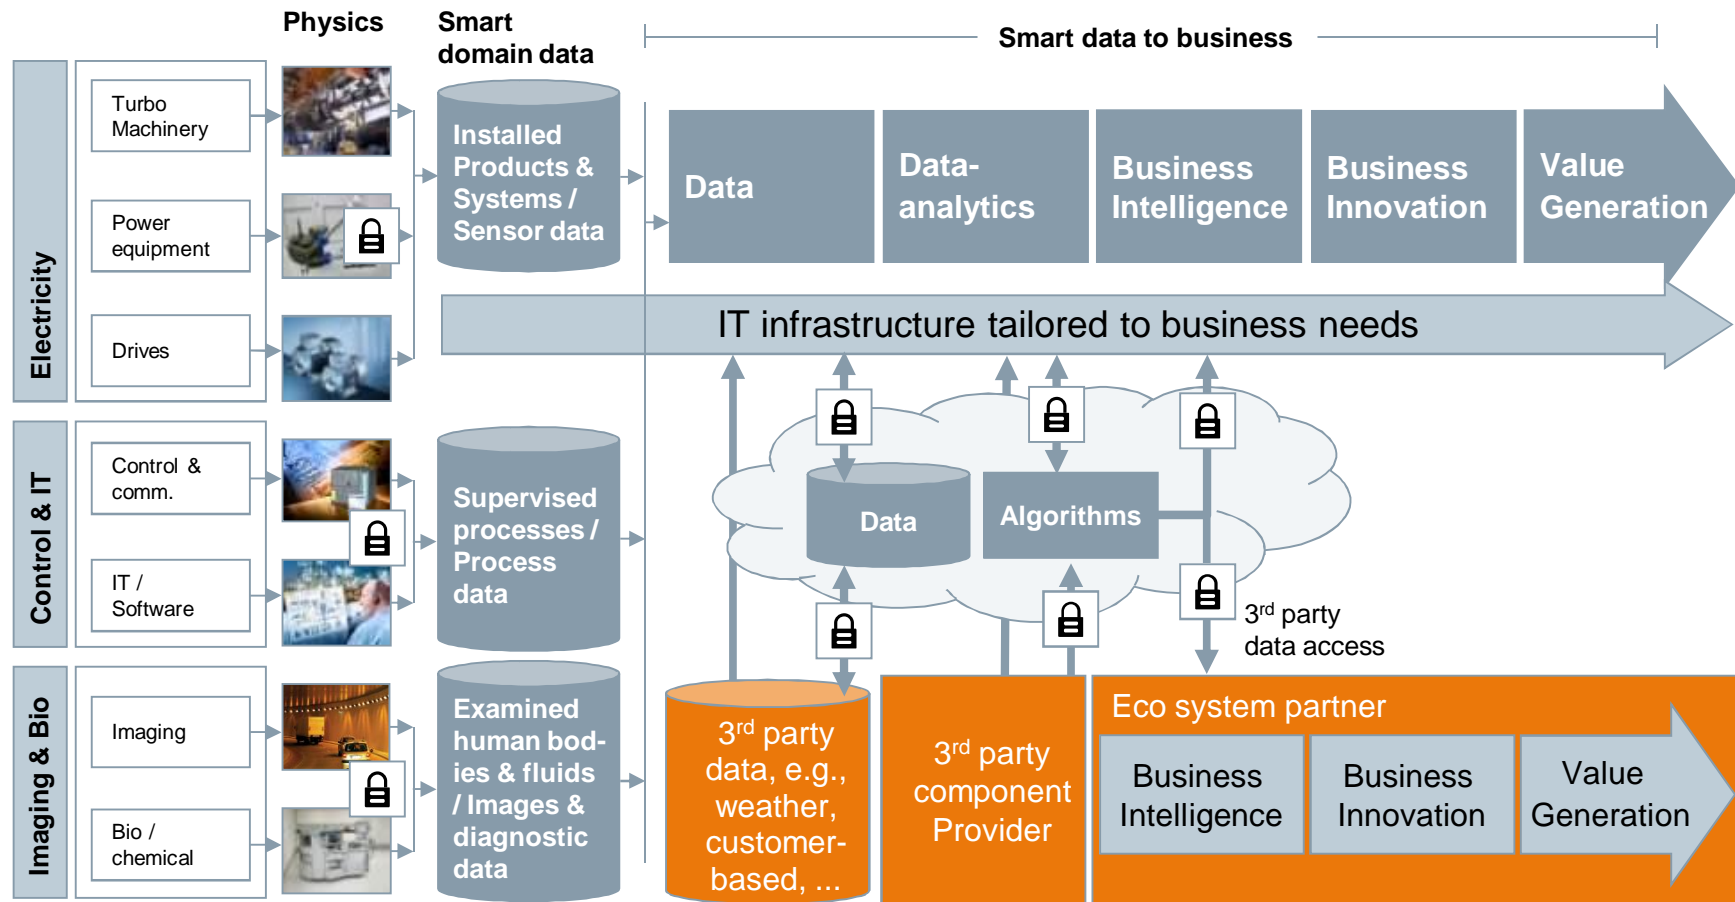 Physics
Smart
domain data
Smart data to business
Electricity
Turbo
Machinery
Power
equipment
Drives
Installed
Products &
Systems /
Sensor data
Data
Data-
analytics
Business
Intelligence
Business
Innovation
Value
Generation
IT infrastructure tailored to business needs
Control & IT
Control &
comm.
IT /
Software
Supervised
processes /
Process
data
Data
Algorithms
3rd party
data access
Imaging & Bio
Imaging
Bio /
chemical
Examined
human bod-
ies & fluids
/ Images &
diagnostic
data
3rd party
data, e.g.,
weather,
customer-
based, ...
3rd party
component
Provider
Eco system partner
Business
Intelligence
Business
Innovation
Value
Generation